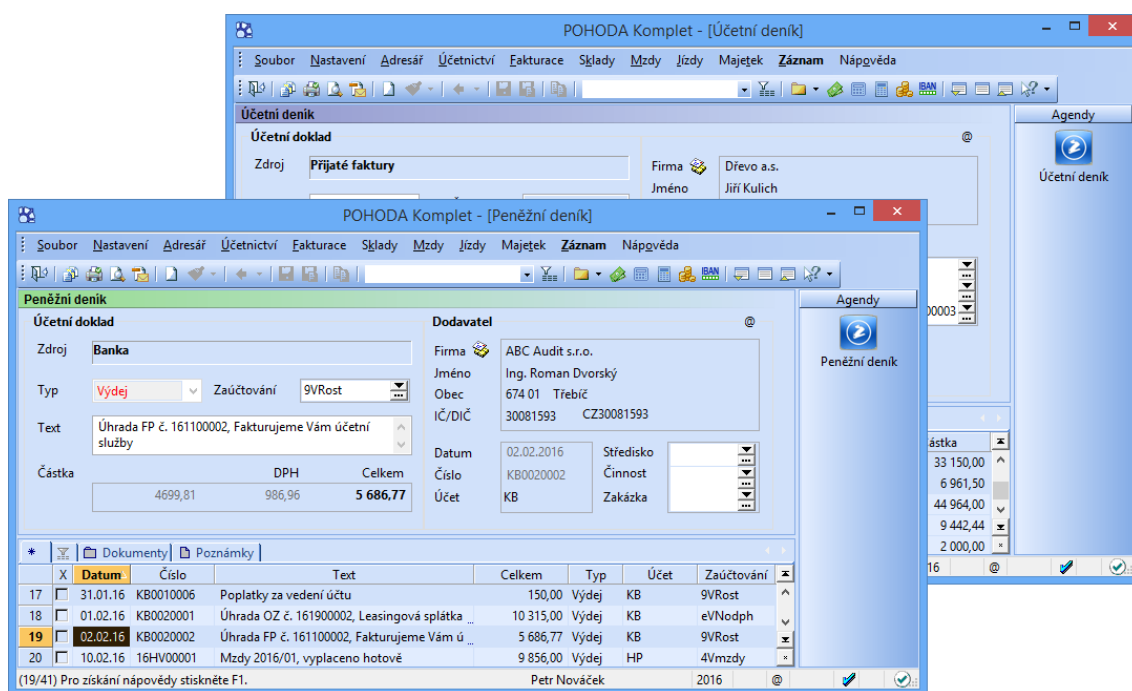 POHODA Komplet - [Účetní deník]
Soubor Nastavení Adresář Účetnictví Fakturace Sklady Mzdy Jízdy Majetek Záznam Nápověda
IBAN
Účetní deník
Agendy
Účetní doklad @
Zdroj Přijaté faktury
Firma Dřevo a.s.
Jméno Jiří Kulich
Účetní deník
POHODA Komplet - [Peněžní deník]
Soubor Nastavení Adresář Účetnictví Fakturace Sklady Mzdy Jízdy Majetek Záznam Nápověda
IBAN
Peněžní deník
Agendy
Peněžní deník
Účetní doklad
Dodavatel @
Zdroj Banka
Firma ABC Audit s.r.o.
Jméno Ing. Roman Dvorský
Typ Výdej Zaúčtování 9VRost
Obec 674 01 Třebíč
IČ/DIČ 30081593 CZ30081593
Text Úhrada FP č. 161100002, Fakturujeme Vám účetní
služby
Datum 02.02.2016 Středisko
Částka DPH Celkem
Číslo KB0020002 Činnost
4699,81 986,96 5 686,77
Účet KB Zakázka
00003
ástka
33 150,00
6 961,50
44 964,00
9 442,44
2 000,00
16 @
* Dokumenty Poznámky
X Datum Číslo Text Celkem Typ Účet Zaúčtování
17 31.01.16 KB0010006 Poplatky za vedení účtu 150,00 Výdej KB 9VRost
18 01.02.16 KB0020001 Úhrada OZ č. 161900002, Leasingová splátka ... 10 315,00 Výdej KB eVNodph
19 02.02.16 KB0020002 Úhrada FP č. 161100002, Fakturujeme Vám ú ... 5 686,77 Výdej KB 9VRost
20 10.02.16 16HV00001 Mzdy 2016/01, vyplaceno hotově 9 856,00 Výdej HP 4Vmzdy
(19/41) Pro získání nápovědy stiskněte F1. Petr Nováček 2016 @